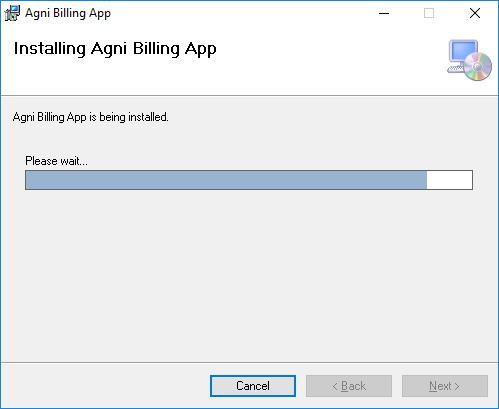 Agni Billing App
Installing Agni Billing App
Agni Billing App is being installed.
Please wait...
Cancel
< Back
Next >